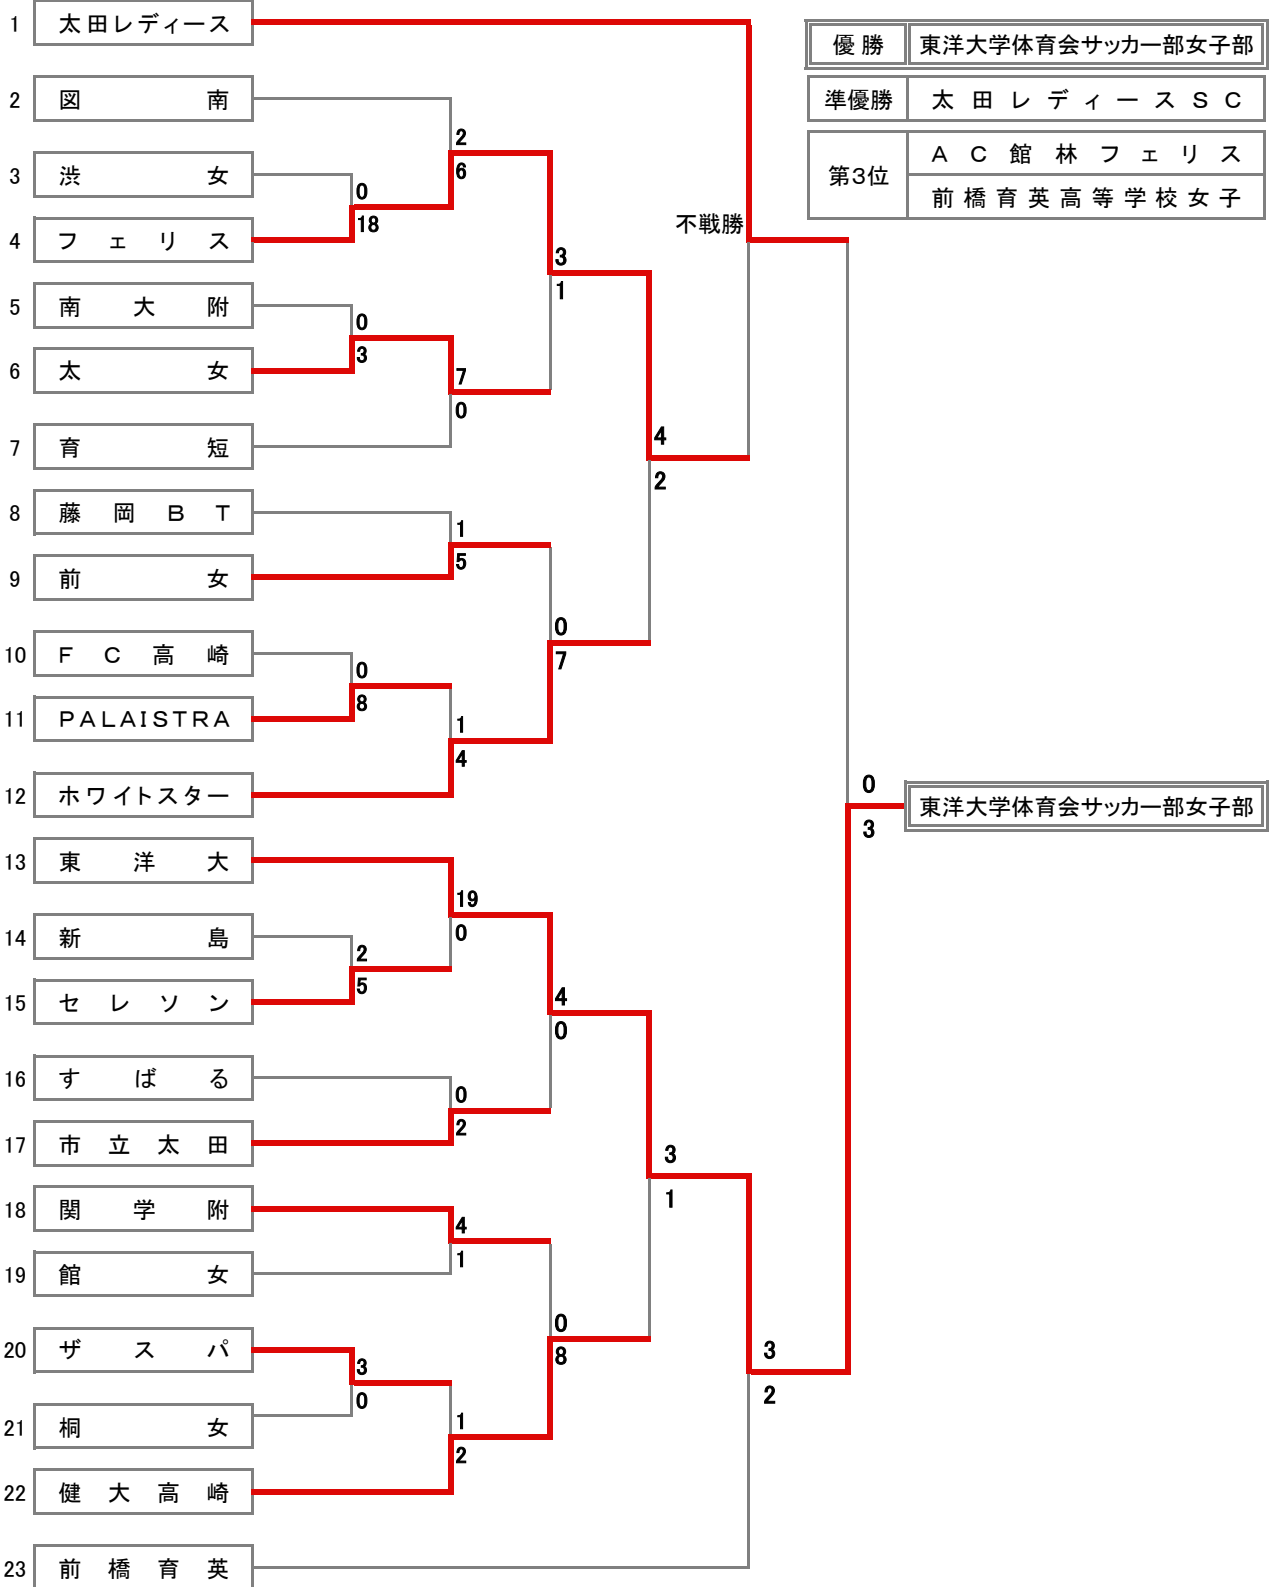 1 太田レディース
優勝 東洋大学体育会サッカー部女子部
準優勝 太田レディースSC
第3位 AC館林フェリス
前橋育英高等学校女子
2 図南
2
6
3 渋女
0
18
4 フェリス
不戦勝
3
1
5 南大附
0
3
6 太女
7
0
7 育短
4
2
8 藤岡BT
1
5
9 前女
0
7
10 FC高崎
0
8
11 PALAISTRA
1
4
12 ホワイトスター
0
3
東洋大学体育会サッカー部女子部
13 東洋大
19
0
14 新島
2
5
15 セレソン
4
0
16 すばる
0
2
17 市立太田
3
1
18 関学附
4
1
19 館女
0
8
20 ザスパ
3
0
21 桐女
1
2
3
2
22 健大高崎
23 前橋育英